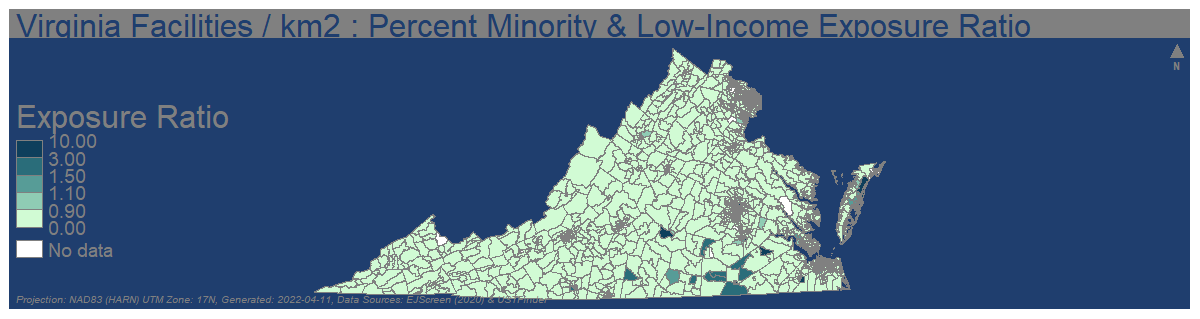 Virginia Facilities / km2 : Percent Minority & Low-Income Exposure Ratio
N
Exposure Ratio
10.00
3.00
1.50
1.10
0.90
0.00
No data
Projection: NAD83 (HARN) UTM Zone: 17N, Generated: 2022-04-11, Data Sources: EJScreen (2020) & USTFinder